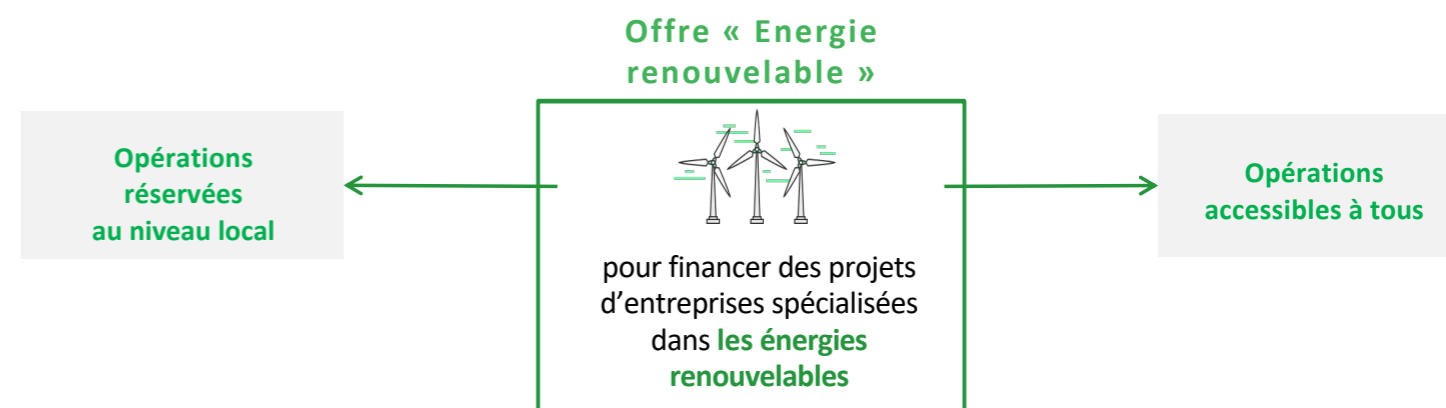 Offre « Energie
renouvelable »
Opérations
réservées
au niveau local
pour financer des projets
d’entreprises spécialisées
dans les énergies
renouvelables
Opérations
accessibles à tous